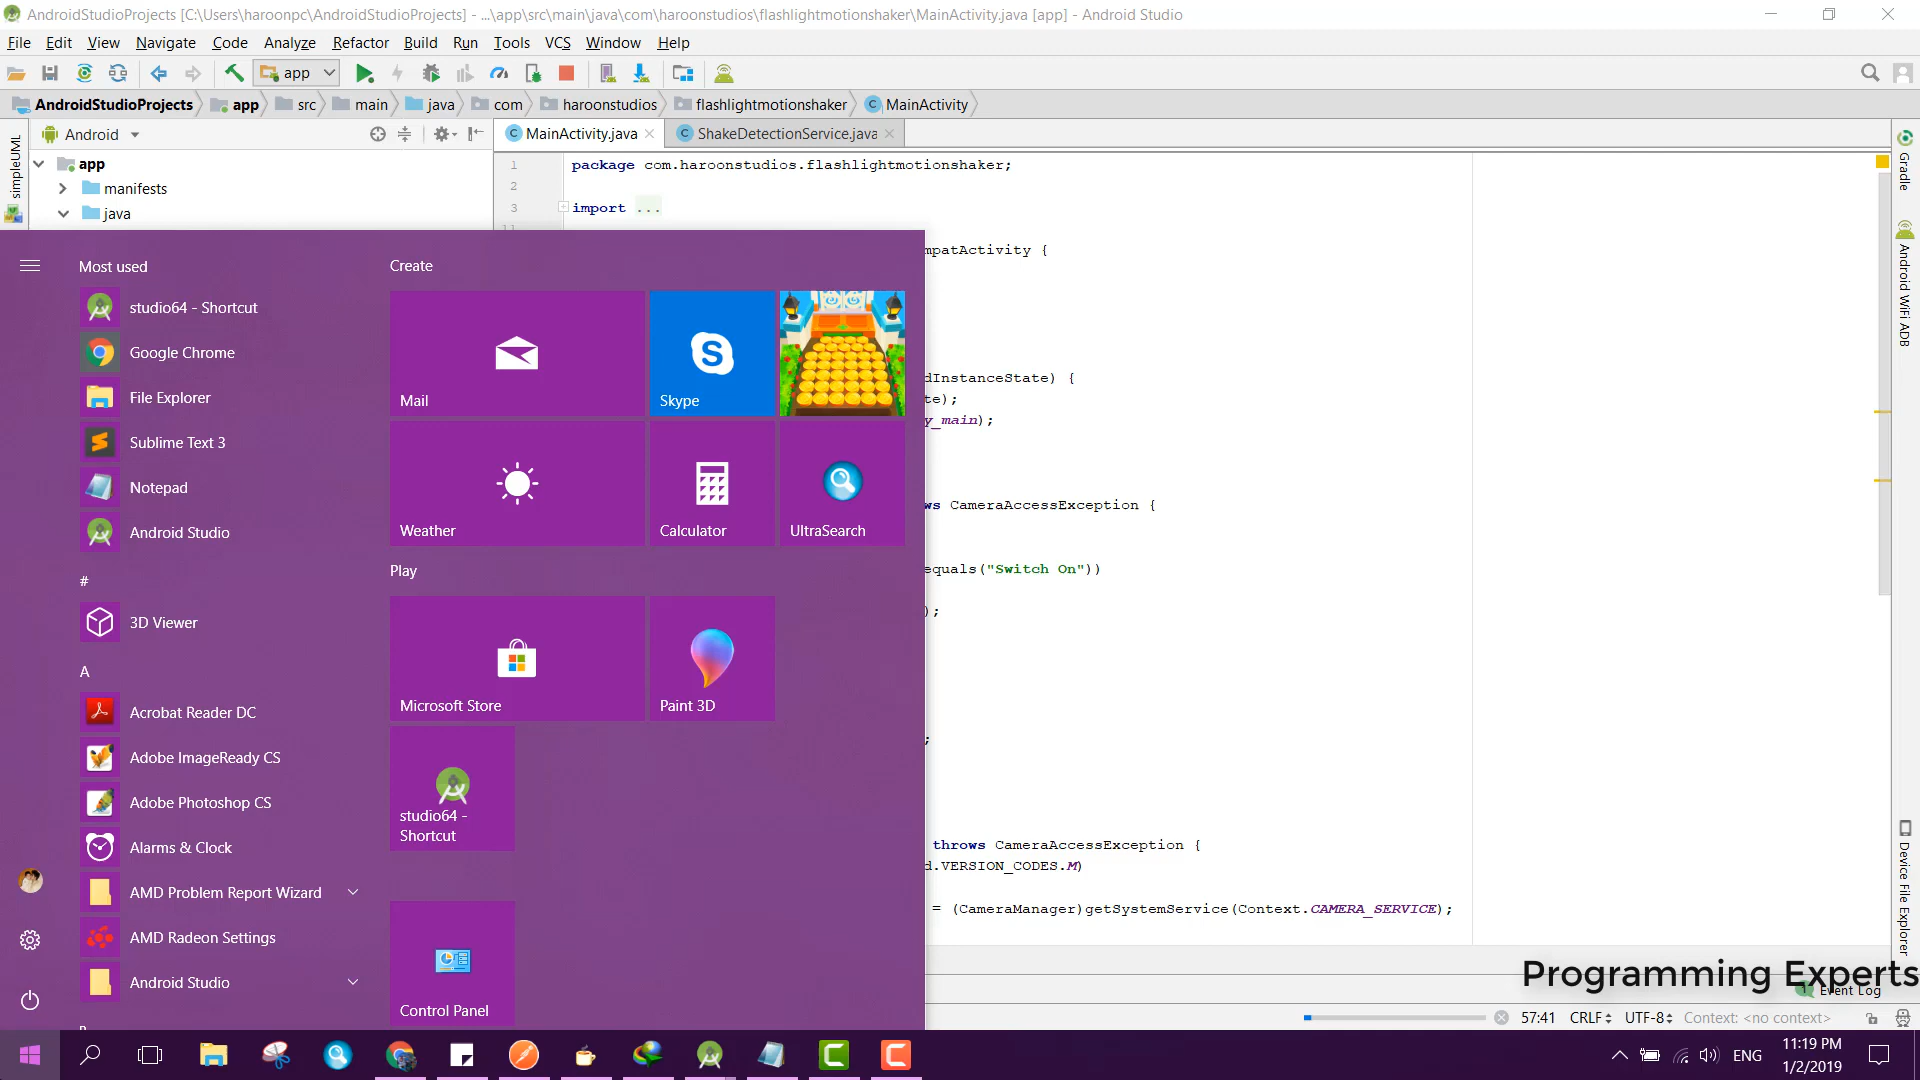 AndroidStudioProjects [C:\Users\haroonpc\AndroidStudioProjects] - ...\app\src\main\java\com\haroonstudios\flashlightmotionshaker\MainActivity.java [app] - Android Studio
File Edit View Navigate Code Analyze Refactor Build Run Tools VCS Window Help
app
AndroidStudioProjects app src main java com haroonstudios flashlightmotionshaker MainActivity
Android
MainActivity.java
ShakeDetectionService.java
simpleUML
app
manifests
java
Gradle
Android WiFi ADB
Device File Explorer
1 package com.haroonstudios.flashlightmotionshaker;
2
3 import ...
11
mpatActivity {
dInstanceState) {
te);
y_main);
ws CameraAccessException {
equals("Switch On"))
);
;
throws CameraAccessException {
d.VERSION_CODES.M)
= (CameraManager)getSystemService(Context.CAMERA_SERVICE);
Most used
studio64 - Shortcut
Google Chrome
File Explorer
Sublime Text 3
Notepad
Android Studio
#
3D Viewer
A
Acrobat Reader DC
Adobe ImageReady CS
Adobe Photoshop CS
Alarms & Clock
AMD Problem Report Wizard
AMD Radeon Settings
Android Studio
Create
Mail
Skype
Weather
Calculator
UltraSearch
Play
Microsoft Store
Paint 3D
studio64 -
Shortcut
Control Panel
Programming Experts
1 Event Log
57:41 CRLF UTF-8 Context: <no context>
ENG
11:19 PM
1/2/2019